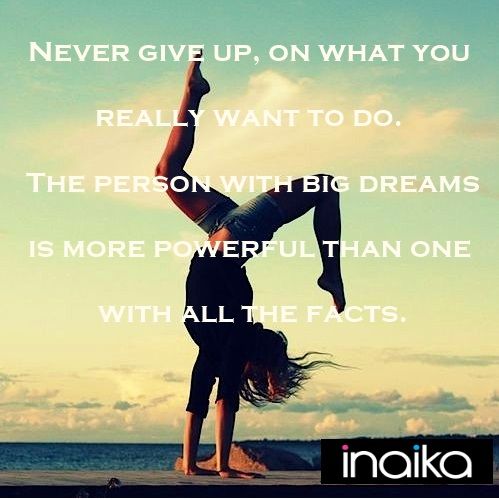 Never give up, on what you
really want to do.
The person with big dreams
is more powerful than one
with all the facts.
inaika